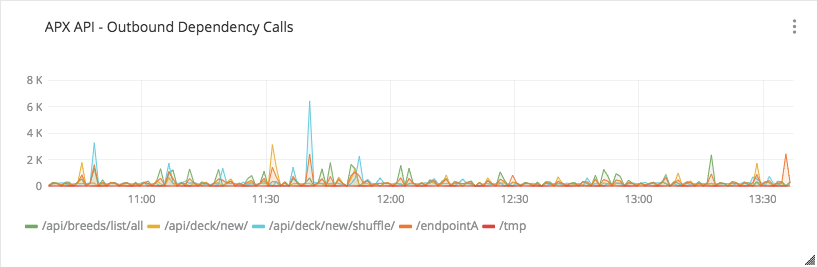 APX API - Outbound Dependency Calls
8 K
6 K
4 K
2 K
0
11:00 11:30 12:00 12:30 13:00 13:30
/api/breeds/list/all /api/deck/new/ /api/deck/new/shuffle/ /endpointA /tmp